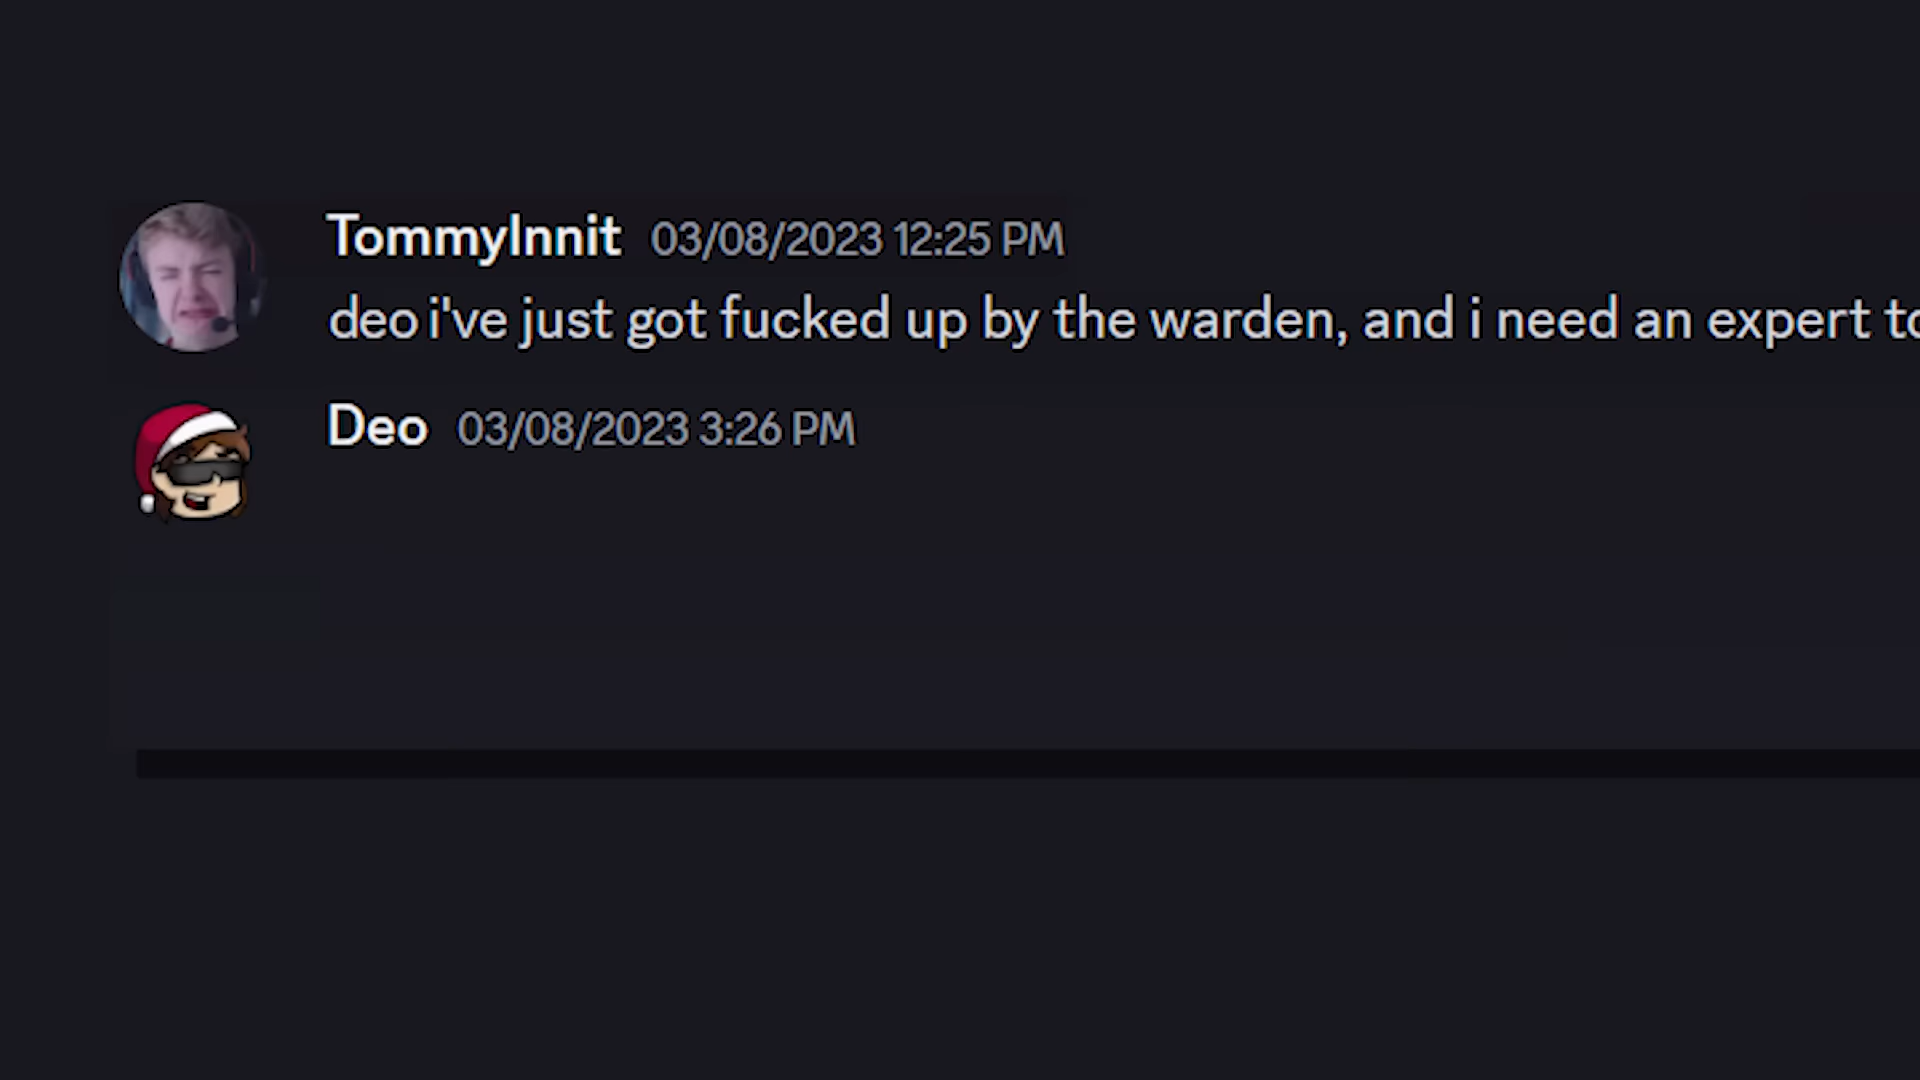 TommyInnit 03/08/2023 12:25 PM
deo i've just got fucked up by the warden, and i need an expert to
Deo 03/08/2023 3:26 PM